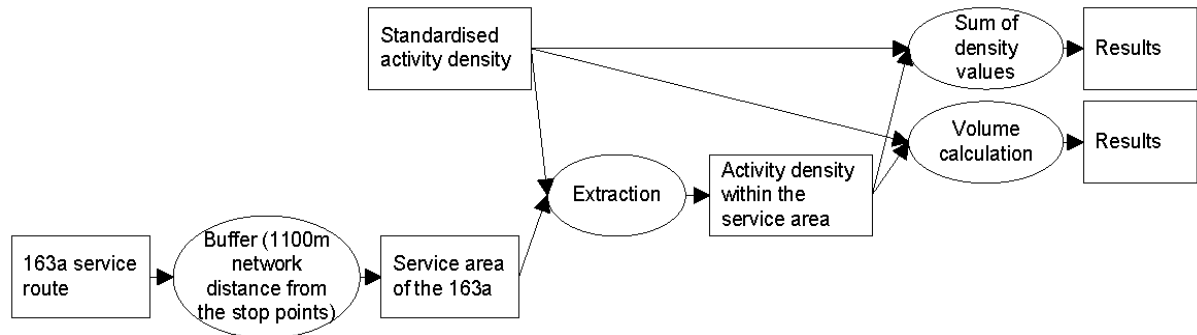 Standardised
activity density
Sum of
density
values
Results
Volume
calculation
Results
Extraction
Activity density
within the
service area
163a service
route
Buffer (1100m
network
distance from
the stop points)
Service area
of the 163a